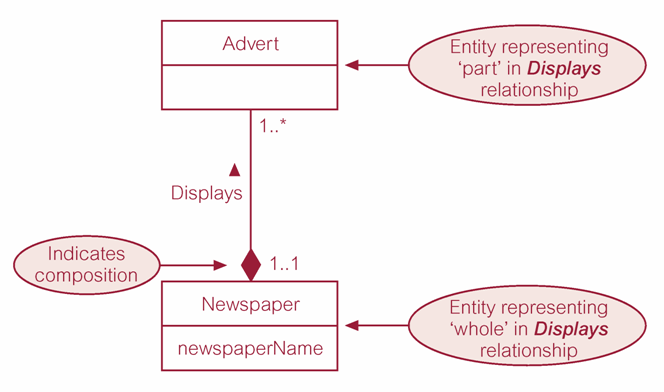 Advert
Entity representing
‘part’ in Displays
relationship
1..*
Displays
Indicates
composition
1..1
Newspaper
newspaperName
Entity representing
‘whole’ in Displays
relationship